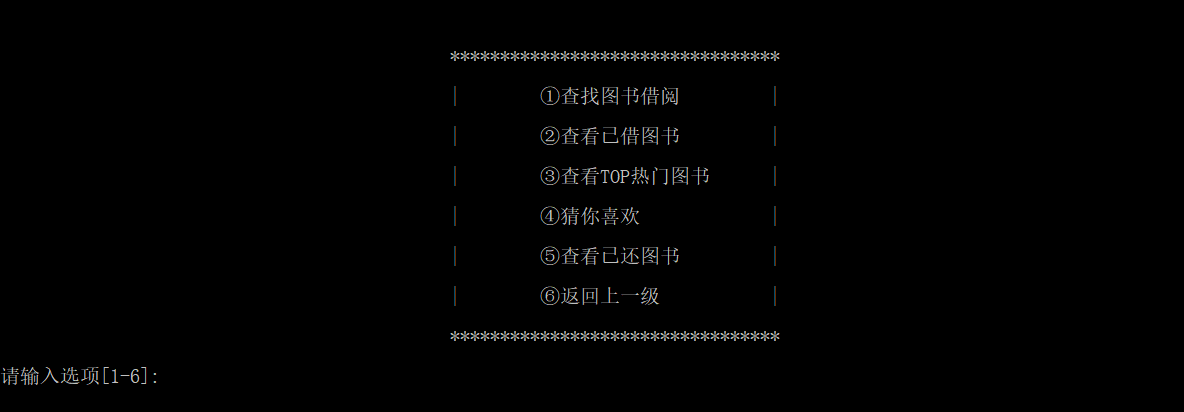 *********************************
| ①查找图书借阅 |
| ②查看已借图书 |
| ③查看TOP热门图书 |
| ④猜你喜欢 |
| ⑤查看已还图书 |
| ⑥返回上一级 |
*********************************
请输入选项[1-6]: